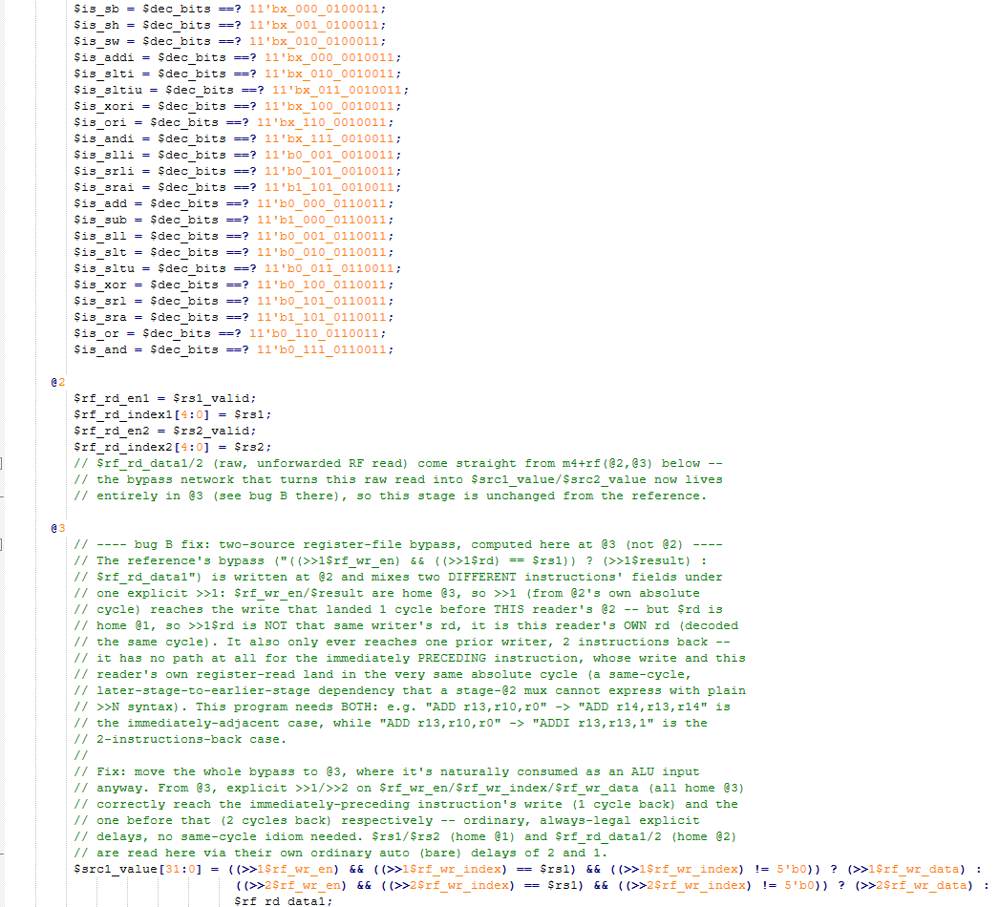 $is_sb = $dec_bits ==? 11'bx_000_0100011;
$is_sh = $dec_bits ==? 11'bx_001_0100011;
$is_sw = $dec_bits ==? 11'bx_010_0100011;
$is_addi = $dec_bits ==? 11'bx_000_0010011;
$is_slti = $dec_bits ==? 11'bx_010_0010011;
$is_sltiu = $dec_bits ==? 11'bx_011_0010011;
$is_xori = $dec_bits ==? 11'bx_100_0010011;
$is_ori = $dec_bits ==? 11'bx_110_0010011;
$is_andi = $dec_bits ==? 11'bx_111_0010011;
$is_slli = $dec_bits ==? 11'b0_001_0010011;
$is_srli = $dec_bits ==? 11'b0_101_0010011;
$is_srai = $dec_bits ==? 11'b1_101_0010011;
$is_add = $dec_bits ==? 11'b0_000_0110011;
$is_sub = $dec_bits ==? 11'b1_000_0110011;
$is_sll = $dec_bits ==? 11'b0_001_0110011;
$is_slt = $dec_bits ==? 11'b0_010_0110011;
$is_sltu = $dec_bits ==? 11'b0_011_0110011;
$is_xor = $dec_bits ==? 11'b0_100_0110011;
$is_srl = $dec_bits ==? 11'b0_101_0110011;
$is_sra = $dec_bits ==? 11'b1_101_0110011;
$is_or = $dec_bits ==? 11'b0_110_0110011;
$is_and = $dec_bits ==? 11'b0_111_0110011;
@2
$rf_rd_en1 = $rs1_valid;
$rf_rd_index1[4:0] = $rs1;
$rf_rd_en2 = $rs2_valid;
$rf_rd_index2[4:0] = $rs2;
// $rf_rd_data1/2 (raw, unforwarded RF read) come straight from m4+rf(@2,@3) below --
// the bypass network that turns this raw read into $src1_value/$src2_value now lives
// entirely in @3 (see bug B there), so this stage is unchanged from the reference.
@3
// ---- bug B fix: two-source register-file bypass, computed here at @3 (not @2) ----
// The reference's bypass ("((>>1$rf_wr_en) && ((>>1$rd) == $rs1)) ? (>>1$result) :
// $rf_rd_data1") is written at @2 and mixes two DIFFERENT instructions' fields under
// one explicit >>1: $rf_wr_en/$result are home @3, so >>1 (from @2's own absolute
// cycle) reaches the write that landed 1 cycle before THIS reader's @2 -- but $rd is
// home @1, so >>1$rd is NOT that same writer's rd, it is this reader's OWN rd (decoded
// the same cycle). It also only ever reaches one prior writer, 2 instructions back --
// it has no path at all for the immediately PRECEDING instruction, whose write and this
// reader's own register-read land in the very same absolute cycle (a same-cycle,
// later-stage-to-earlier-stage dependency that a stage-@2 mux cannot express with plain
// >>N syntax). This program needs BOTH: e.g. "ADD r13,r10,r0" -> "ADD r14,r13,r14" is
// the immediately-adjacent case, while "ADD r13,r10,r0" -> "ADDI r13,r13,1" is the
// 2-instructions-back case.
//
// Fix: move the whole bypass to @3, where it's naturally consumed as an ALU input
// anyway. From @3, explicit >>1/>>2 on $rf_wr_en/$rf_wr_index/$rf_wr_data (all home @3)
// correctly reach the immediately-preceding instruction's write (1 cycle back) and the
// one before that (2 cycles back) respectively -- ordinary, always-legal explicit
// delays, no same-cycle idiom needed. $rs1/$rs2 (home @1) and $rf_rd_data1/2 (home @2)
// are read here via their own ordinary auto (bare) delays of 2 and 1.
$src1_value[31:0] = ((>>1$rf_wr_en) && ((>>1$rf_wr_index) == $rs1) && ((>>1$rf_wr_index) != 5'b0)) ? (>>1$rf_wr_data) :
((>>2$rf_wr_en) && ((>>2$rf_wr_index) == $rs1) && ((>>2$rf_wr_index) != 5'b0)) ? (>>2$rf_wr_data) :
$rf_rd_data1;